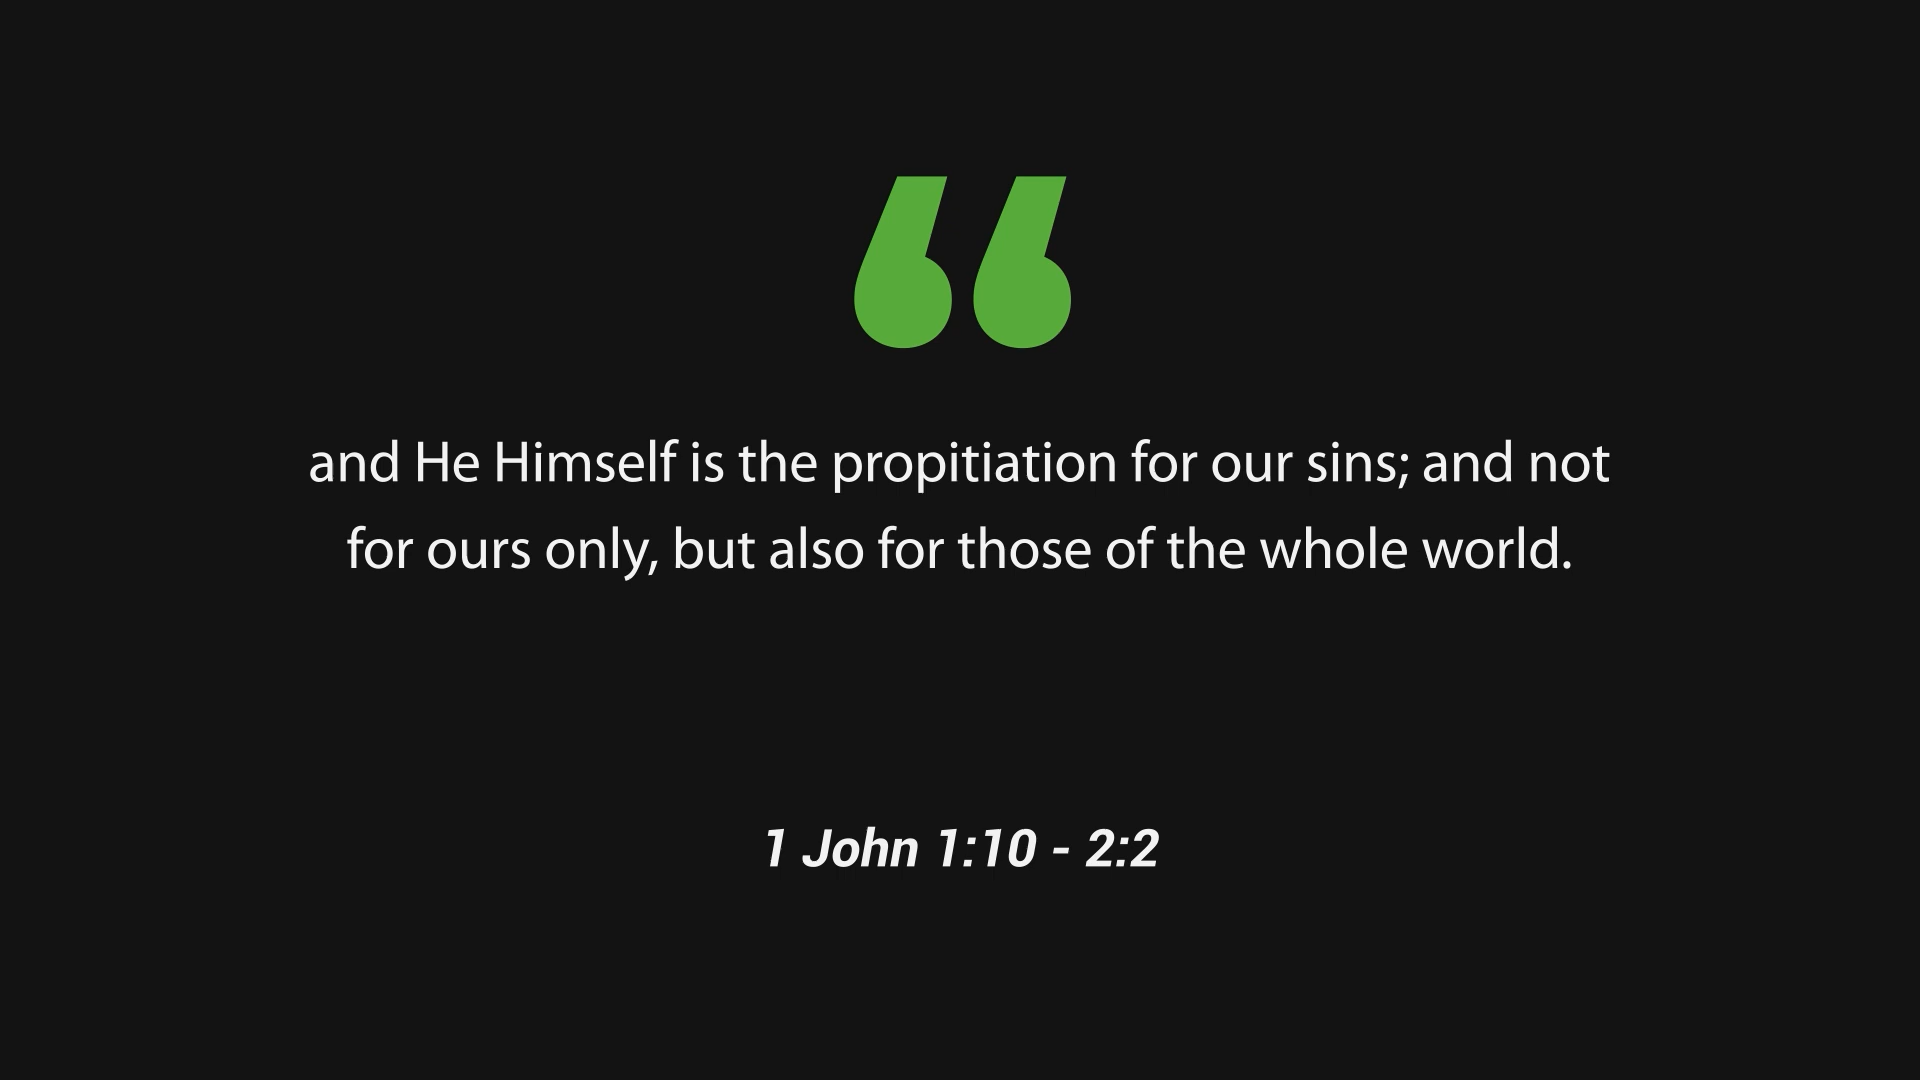 “
and He Himself is the propitiation for our sins; and not
for ours only, but also for those of the whole world.
1 John 1:10 - 2:2